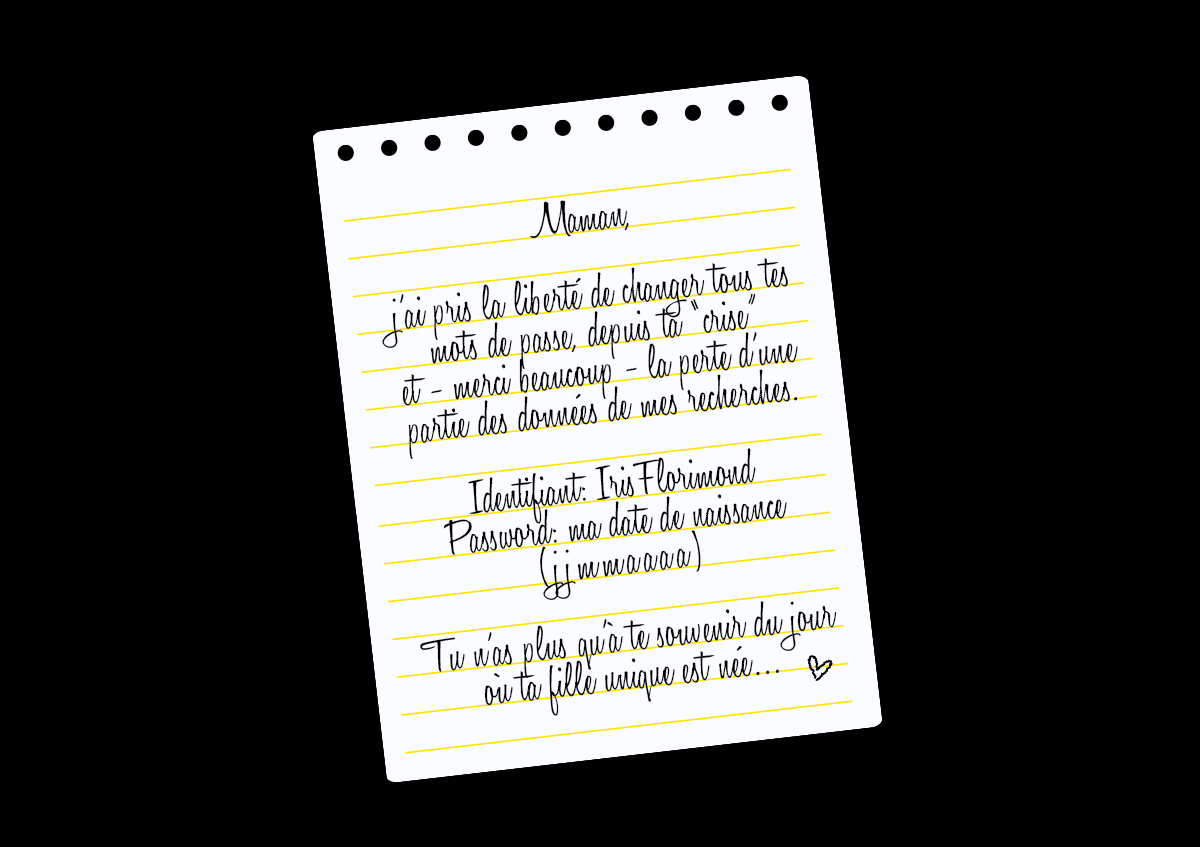 Maman,
j'ai pris la liberté de changer tous tes
mots de passe, depuis ta "crise"
et - merci beaucoup - la perte d'une
partie des données de mes recherches.
Identifiant: IrisFlorimond
Password: ma date de naissance
(jjmmaaaa)
Tu n'as plus qu'à te souvenir du jour
où ta fille unique est née...